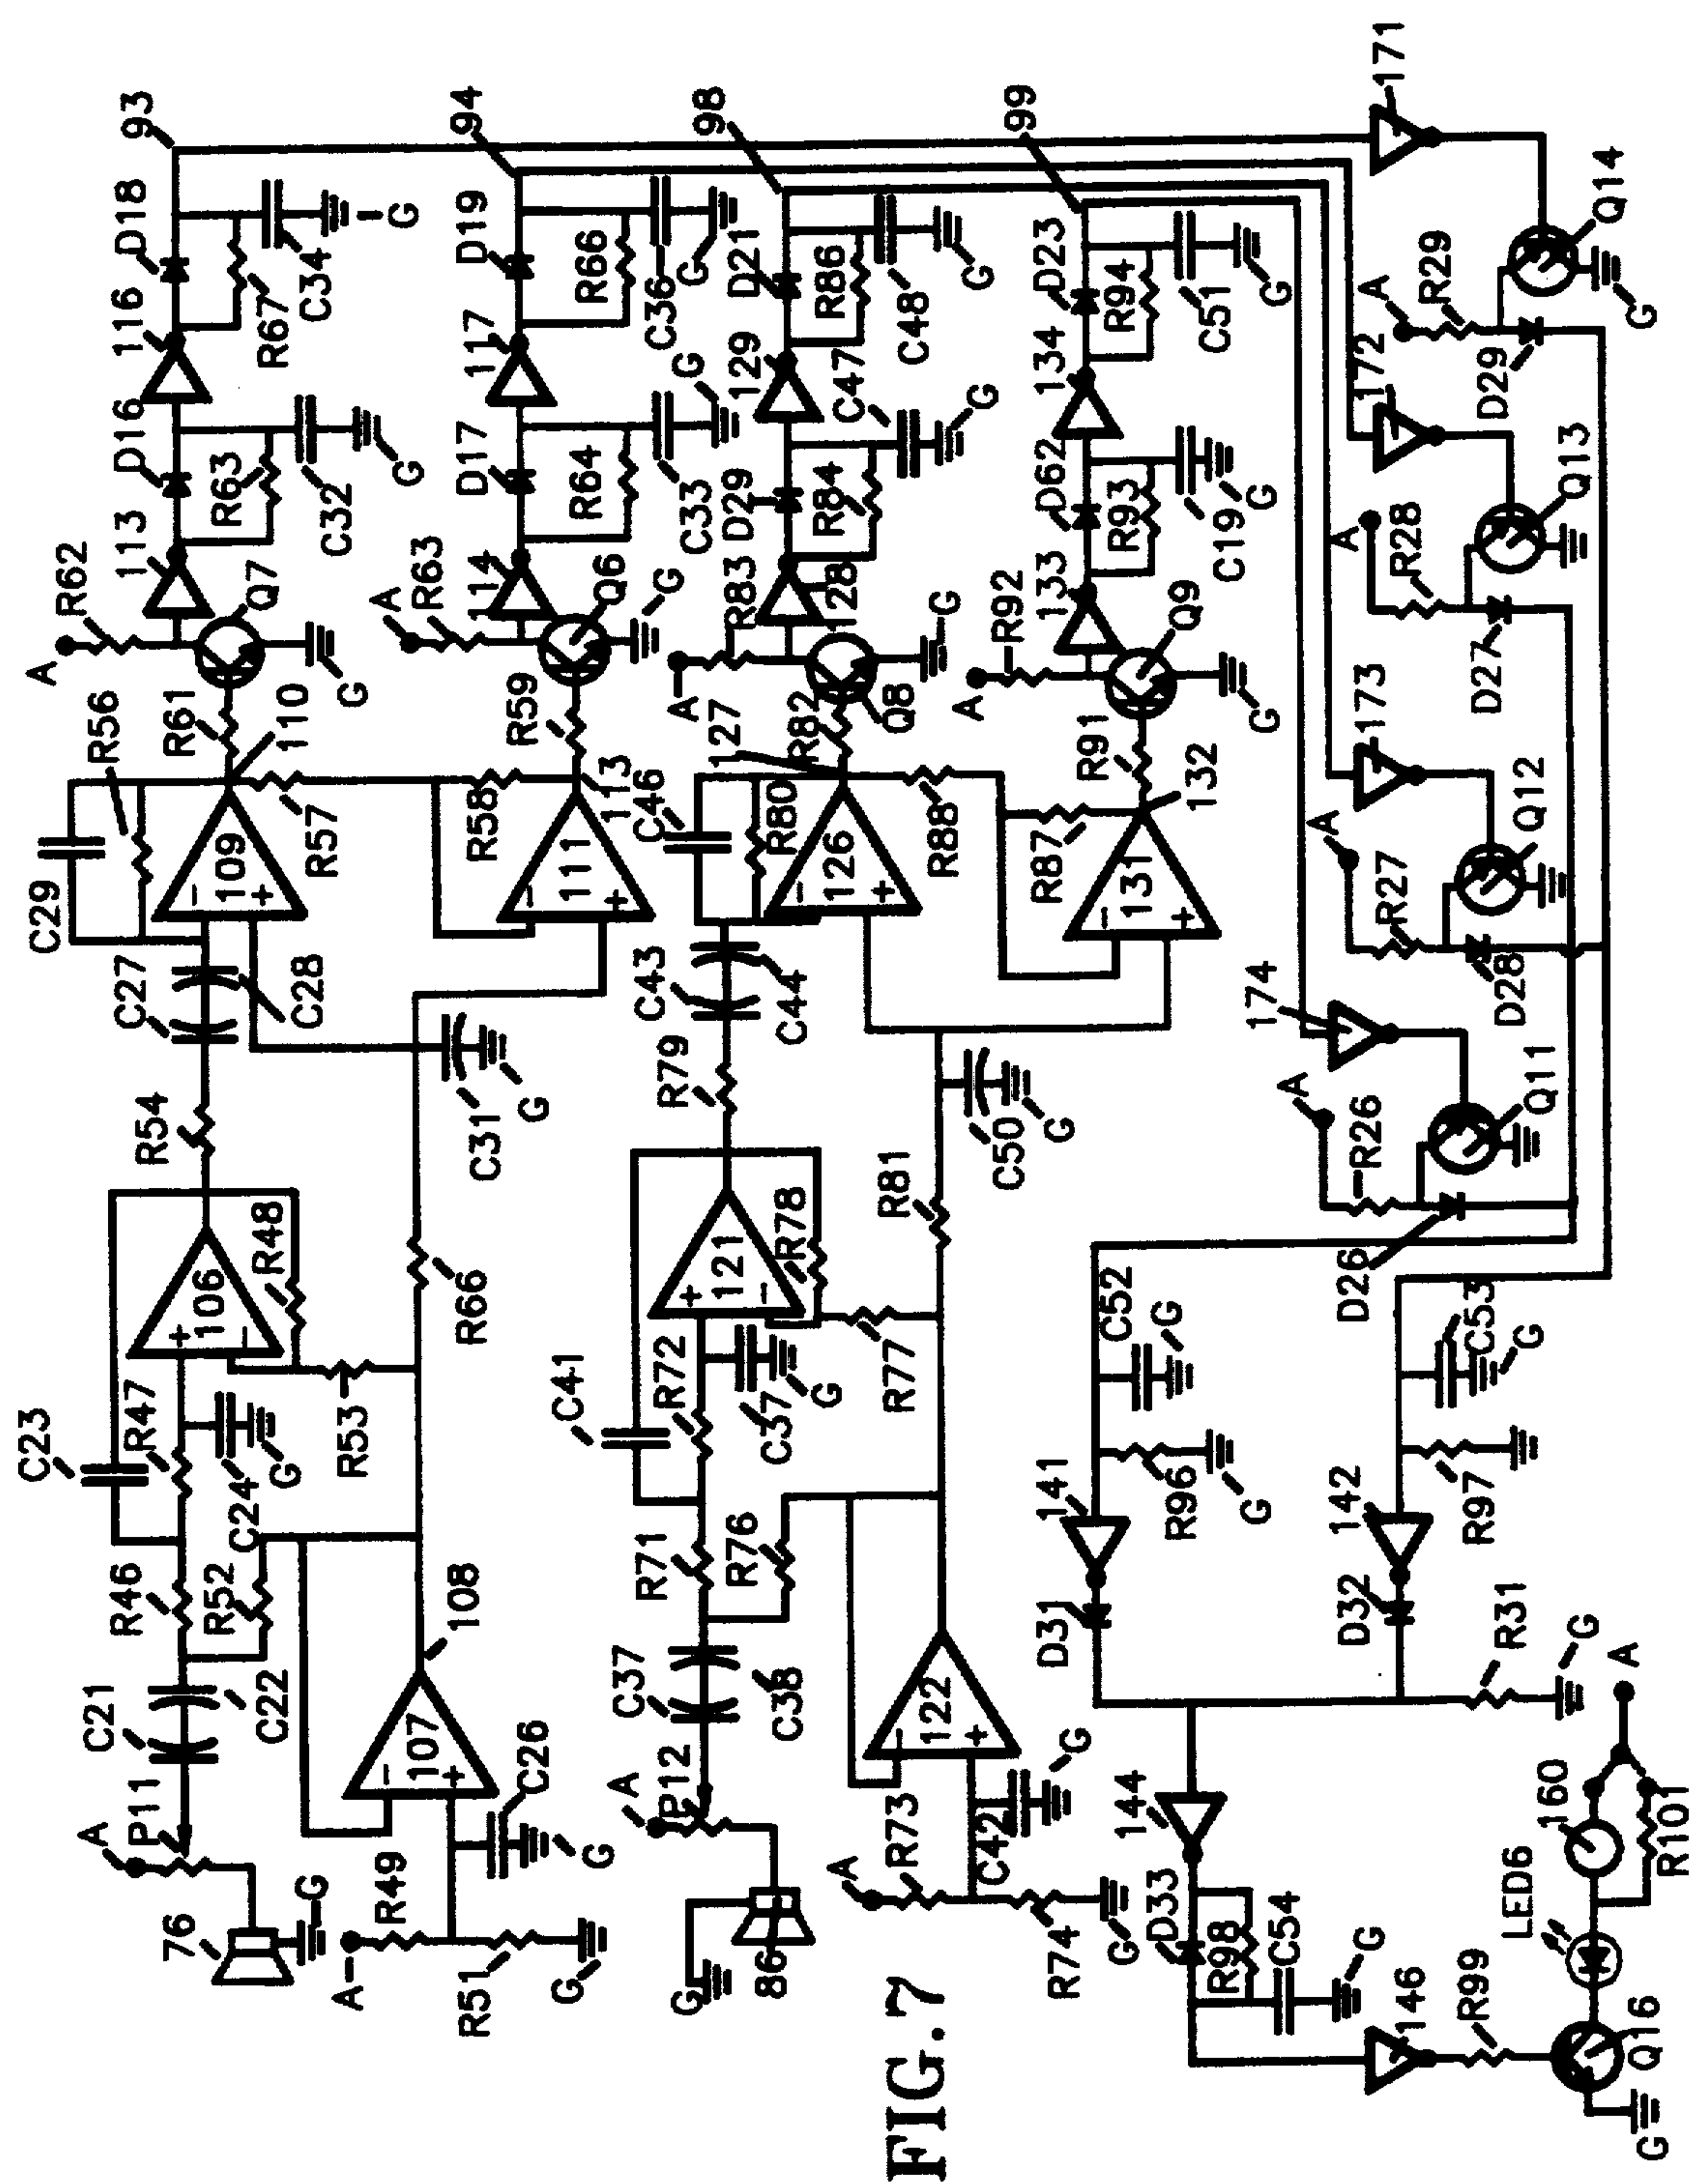 93
94
98
99
171
D18
116
D16
113
R62
A
Q7
R67
C34
G
R63
C32
G
G
R56
R61
110
C29
109
-
+
R57
C27
C28
R54
D19
117
D17
114
R63
A
Q6
R66
C36
G
R64
C33
G
G
R59
113
R58
111
-
+
C31
G
C23
R47
106
+
-
R48
R53
C24
G
R66
R46
R52
108
C21
C22
P11
A
107
-
+
C26
G
76
G
R49
A
R51
G
D21
129
D29
128
R83
A
Q8
R86
C48
G
R84
C47
G
G
127
R82
C46
R80
126
-
+
R88
C43
C44
R79
D23
134
D62
133
R92
A
Q9
R94
C51
G
R93
C19
G
G
R91
132
R87
131
-
+
C50
G
R81
C41
R72
121
+
-
R78
R77
C37
G
R71
R76
C37
C38
P12
A
122
-
+
R73
A
C42
G
R74
G
86
G
Q14
R29
A
D29
G
172
Q13
R28
A
D27
173
Q12
R27
A
D28
174
Q11
R26
A
D26
C52
G
C53
G
141
R96
G
142
R97
D31
D32
R31
G
144
D33
R98
C54
G
146
R99
Q16
G
LED6
160
A
R101
FIG.7